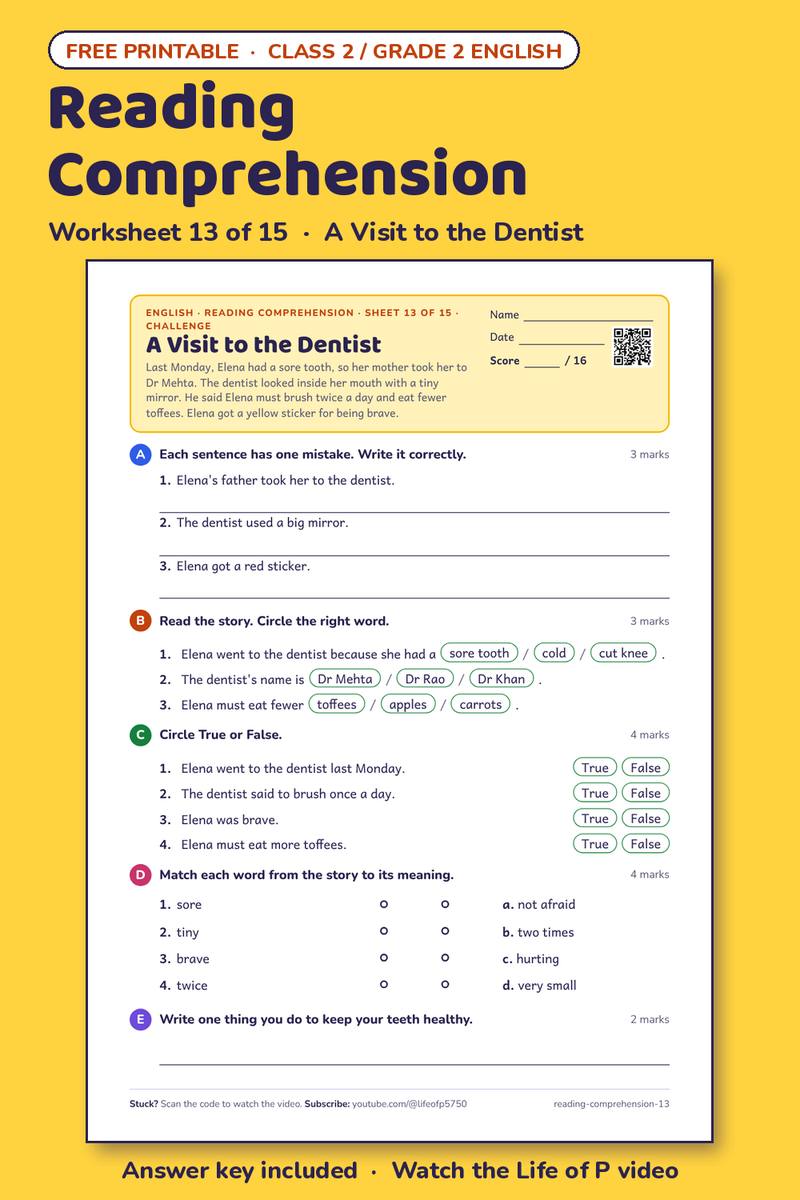 FREE PRINTABLE · CLASS 2 / GRADE 2 ENGLISH
Reading
Comprehension
Worksheet 13 of 15 · A Visit to the Dentist
ENGLISH · READING COMPREHENSION · SHEET 13 OF 15 ·
CHALLENGE
A Visit to the Dentist
Last Monday, Elena had a sore tooth, so her mother took her to
Dr Mehta. The dentist looked inside her mouth with a tiny
mirror. He said Elena must brush twice a day and eat fewer
toffees. Elena got a yellow sticker for being brave.
Name
Date
Score / 16
A Each sentence has one mistake. Write it correctly. 3 marks
1. Elena's father took her to the dentist.
2. The dentist used a big mirror.
3. Elena got a red sticker.
B Read the story. Circle the right word. 3 marks
1. Elena went to the dentist because she had a sore tooth / cold / cut knee .
2. The dentist's name is Dr Mehta / Dr Rao / Dr Khan .
3. Elena must eat fewer toffees / apples / carrots .
C Circle True or False. 4 marks
1. Elena went to the dentist last Monday. True False
2. The dentist said to brush once a day. True False
3. Elena was brave. True False
4. Elena must eat more toffees. True False
D Match each word from the story to its meaning. 4 marks
1. sore a. not afraid
2. tiny b. two times
3. brave c. hurting
4. twice d. very small
E Write one thing you do to keep your teeth healthy. 2 marks
Stuck? Scan the code to watch the video. Subscribe: youtube.com/@lifeofp5750 reading-comprehension-13
Answer key included · Watch the Life of P video